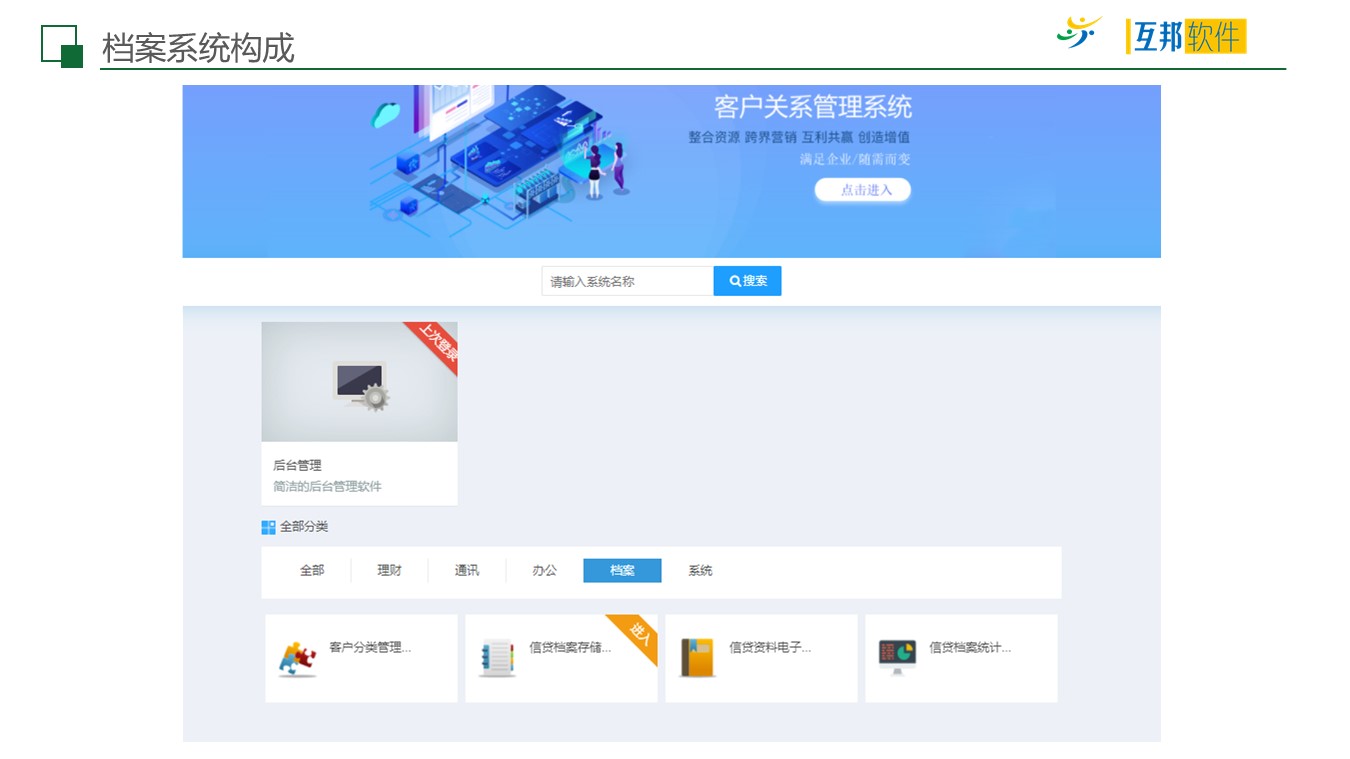 档案系统构成
互邦软件
客户关系管理系统
整合资源 跨界营销 互利共赢 创造增值
满足企业/随需而变
点击进入
请输入系统名称
搜索
上次登录
后台管理
简洁的后台管理软件
全部分类
全部 理财 通讯 办公 档案 系统
客户分类管理...
信贷档案存储...
进入
信贷资料电子...
信贷档案统计...